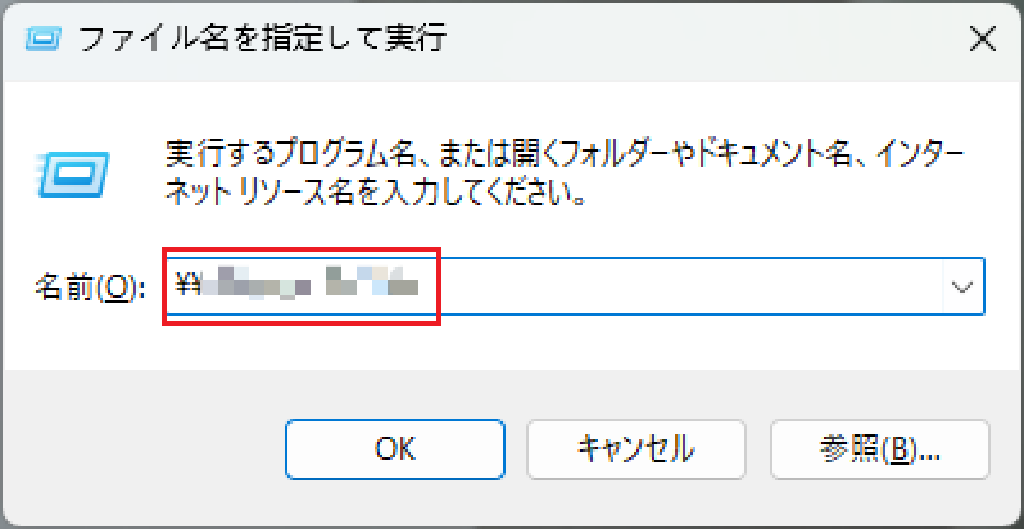 ファイル名を指定して実行
実行するプログラム名、または開くフォルダーやドキュメント名、インター
ネット リソース名を入力してください。
名前(O):
¥¥
OK
キャンセル
参照(B)...